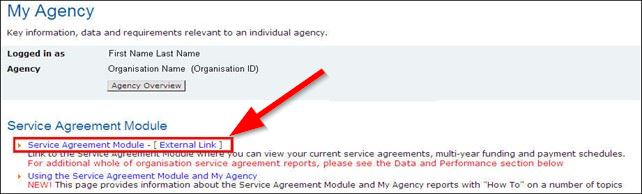 My Agency
Key information, data and requirements relevant to an individual agency.
Logged in as First Name Last Name
Agency Organisation Name (Organisation ID)
Agency Overview
Service Agreement Module
Service Agreement Module - [ External Link ]
Link to the Service Agreement Module where you can view your current service agreements, multi-year funding and payment schedules.
For additional whole of organisation service agreement reports, please see the Data and Performance section below
Using the Service Agreement Module and My Agency
NEW! This page provides information about the Service Agreement Module and My Agency reports with "How To" on a number of topics